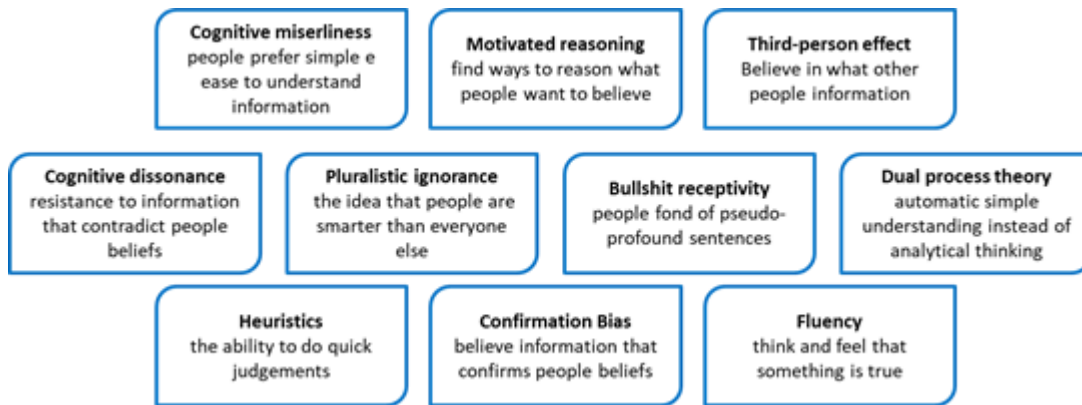 Cognitive miserliness
people prefer simple e
ease to understand
information
Motivated reasoning
find ways to reason what
people want to believe
Third-person effect
Believe in what other
people information
Cognitive dissonance
resistance to information
that contradict people
beliefs
Pluralistic ignorance
the idea that people are
smarter than everyone
else
Bullshit receptivity
people fond of pseudo-
profound sentences
Dual process theory
automatic simple
understanding instead of
analytical thinking
Heuristics
the ability to do quick
judgements
Confirmation Bias
believe information that
confirms people beliefs
Fluency
think and feel that
something is true